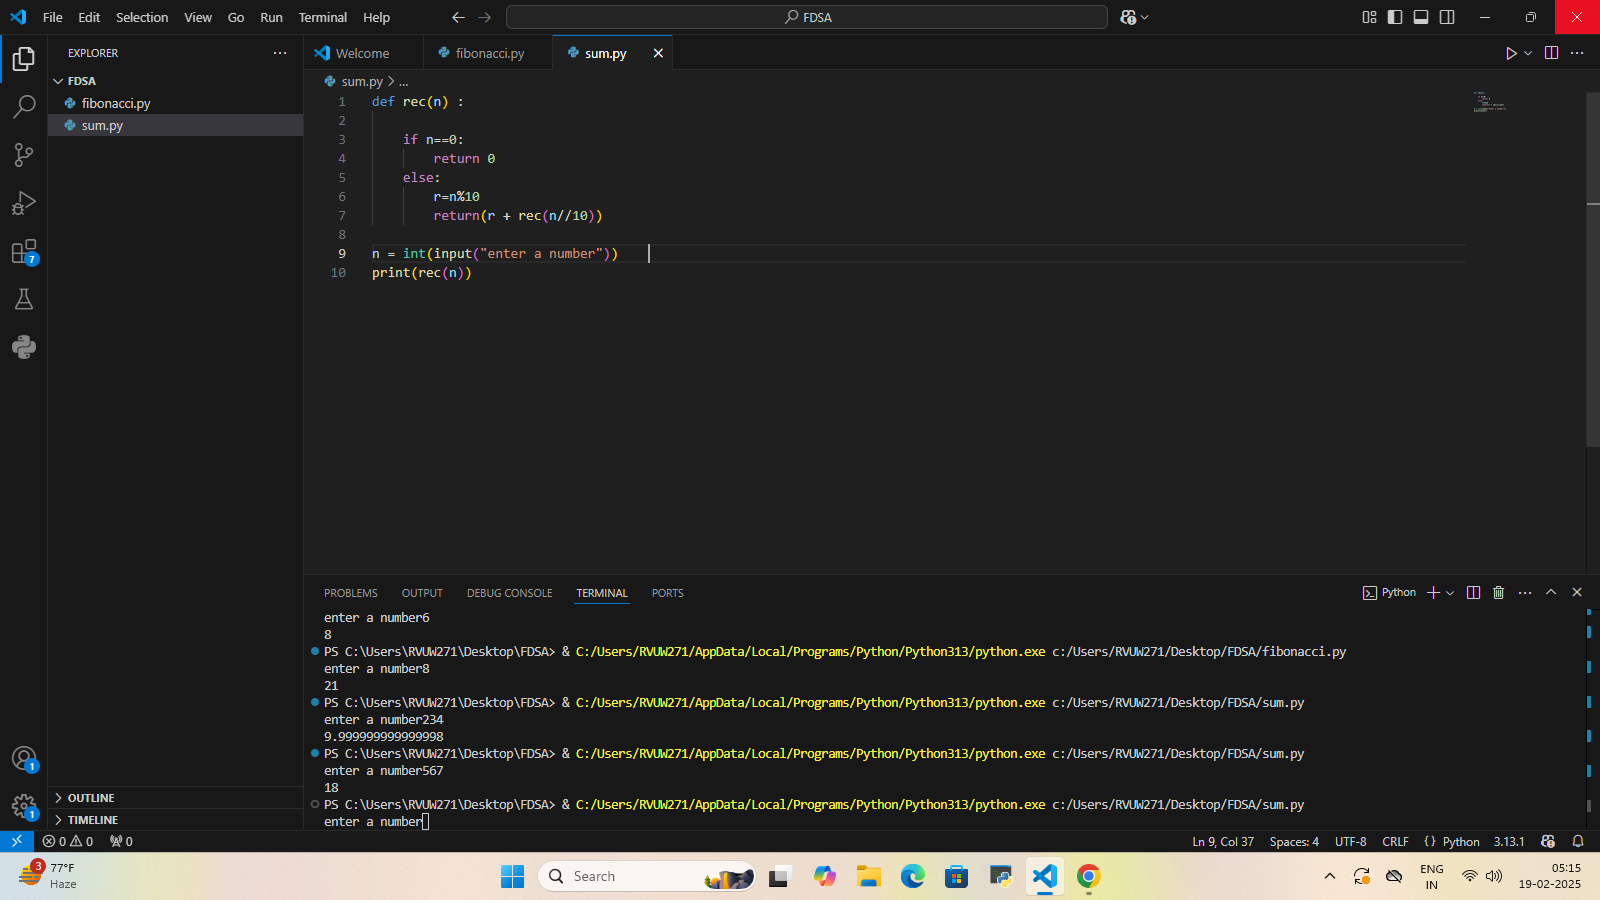 File Edit Selection View Go Run Terminal Help FDSA
EXPLORER
Welcome fibonacci.py sum.py
FDSA
fibonacci.py
sum.py
OUTLINE
TIMELINE
sum.py > ...
1 def rec(n) :
2
3 if n==0:
4 return 0
5 else:
6 r=n%10
7 return(r + rec(n//10))
8
9 n = int(input("enter a number"))
10 print(rec(n))
PROBLEMS OUTPUT DEBUG CONSOLE TERMINAL PORTS Python
enter a number6
8
PS C:\Users\RVUW271\Desktop\FDSA> & C:/Users/RVUW271/AppData/Local/Programs/Python/Python313/python.exe c:/Users/RVUW271/Desktop/FDSA/fibonacci.py
enter a number8
21
PS C:\Users\RVUW271\Desktop\FDSA> & C:/Users/RVUW271/AppData/Local/Programs/Python/Python313/python.exe c:/Users/RVUW271/Desktop/FDSA/sum.py
enter a number234
9.999999999999998
PS C:\Users\RVUW271\Desktop\FDSA> & C:/Users/RVUW271/AppData/Local/Programs/Python/Python313/python.exe c:/Users/RVUW271/Desktop/FDSA/sum.py
enter a number567
18
PS C:\Users\RVUW271\Desktop\FDSA> & C:/Users/RVUW271/AppData/Local/Programs/Python/Python313/python.exe c:/Users/RVUW271/Desktop/FDSA/sum.py
enter a number
7
1
1
0 0 0 Ln 9, Col 37 Spaces: 4 UTF-8 CRLF {} Python 3.13.1
3
77°F
Haze
Search
ENG
IN
05:15
19-02-2025